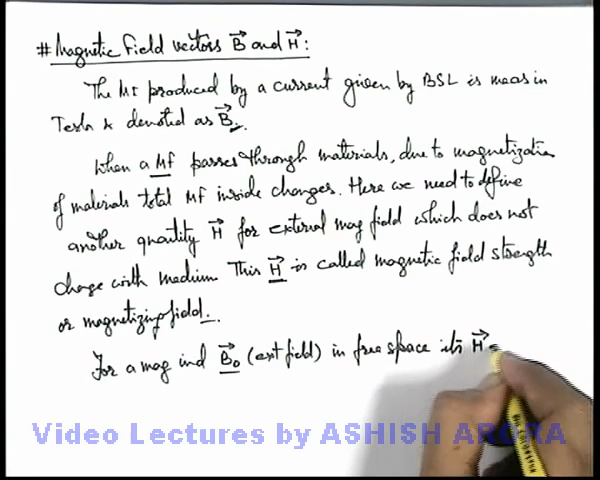 # Magnetic Field vectors B⃗ and H⃗ :
The MF produced by a current given by BSL is meas in
Tesla & denoted as B⃗.
When a MF passes through materials, due to magnetization
of materials total MF inside changes. Here we need to define
another quantity H⃗ for external mag field which does not
change with medium. This H⃗ is called magnetic field strength
or magnetizing field.
For a mag ind B⃗₀ (ext field) in free space its H⃗ =
Video Lectures by ASHISH ARORA